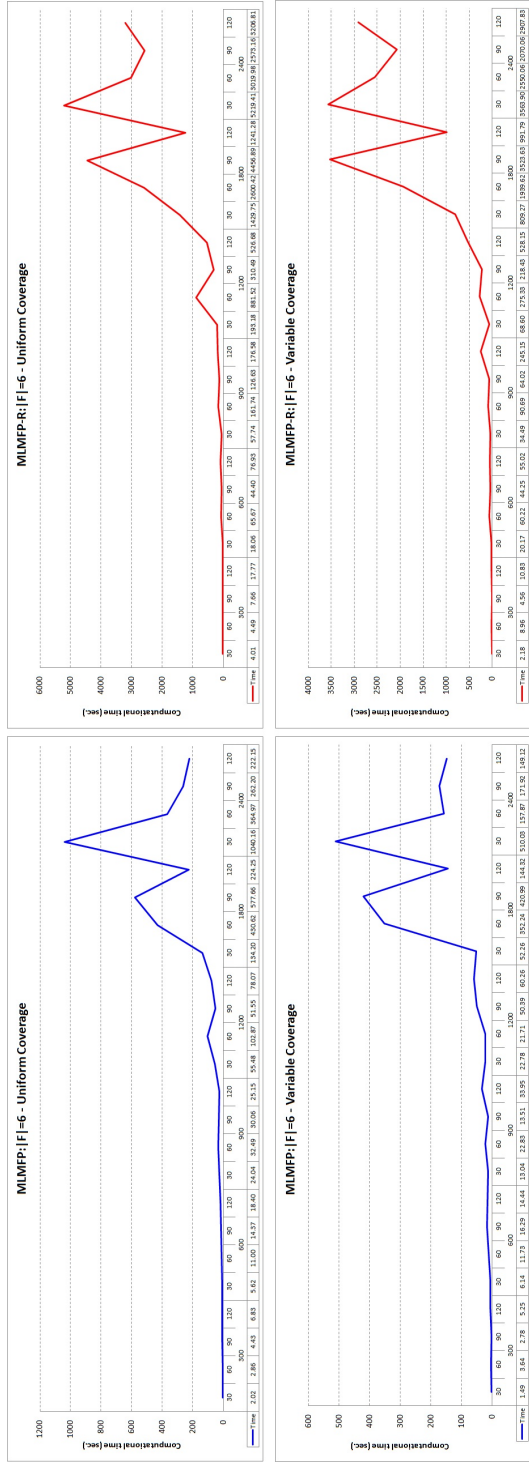 MLMFP:|F|=6 - Uniform Coverage
Computational time (sec.)
1200
1000
800
600
400
200
0
30 60 90 120 30 60 90 120 30 60 90 120 30 60 90 120 30 60 90 120 30 60 90 120
300 600 900 1200 1800 2400
Time 2.02 2.86 4.43 6.83 5.62 11.00 14.37 18.40 24.04 32.49 30.06 25.15 55.48 102.87 51.55 78.07 134.20 430.62 577.66 224.25 1040.16 364.97 262.20 222.15
MLMFP-R:|F|=6 - Uniform Coverage
Computational time (sec.)
6000
5000
4000
3000
2000
1000
0
30 60 90 120 30 60 90 120 30 60 90 120 30 60 90 120 30 60 90 120 30 60 90 120
300 600 900 1200 1800 2400
Time 4.01 4.49 7.66 17.77 18.06 65.67 44.40 76.93 57.74 161.74 126.63 176.58 193.18 881.52 310.49 526.68 1429.75 2600.42 4456.89 1241.28 5219.41 3019.98 2573.16 3206.81
MLMFP:|F|=6 - Variable Coverage
Computational time (sec.)
600
500
400
300
200
100
0
30 60 90 120 30 60 90 120 30 60 90 120 30 60 90 120 30 60 90 120 30 60 90 120
300 600 900 1200 1800 2400
Time 1.49 3.64 2.78 5.25 6.14 11.73 16.29 14.44 13.04 22.83 13.51 33.95 22.78 21.71 50.39 60.26 52.26 352.24 420.99 144.32 510.03 157.87 171.92 149.12
MLMFP-R:|F|=6 - Variable Coverage
Computational time (sec.)
4000
3500
3000
2500
2000
1500
1000
500
0
30 60 90 120 30 60 90 120 30 60 90 120 30 60 90 120 30 60 90 120 30 60 90 120
300 600 900 1200 1800 2400
Time 2.18 8.96 4.56 10.83 20.17 60.22 44.25 55.02 34.49 90.69 64.02 245.15 68.60 275.33 218.43 528.15 809.27 1939.62 3523.63 991.79 3563.90 2550.06 2070.06 2907.83